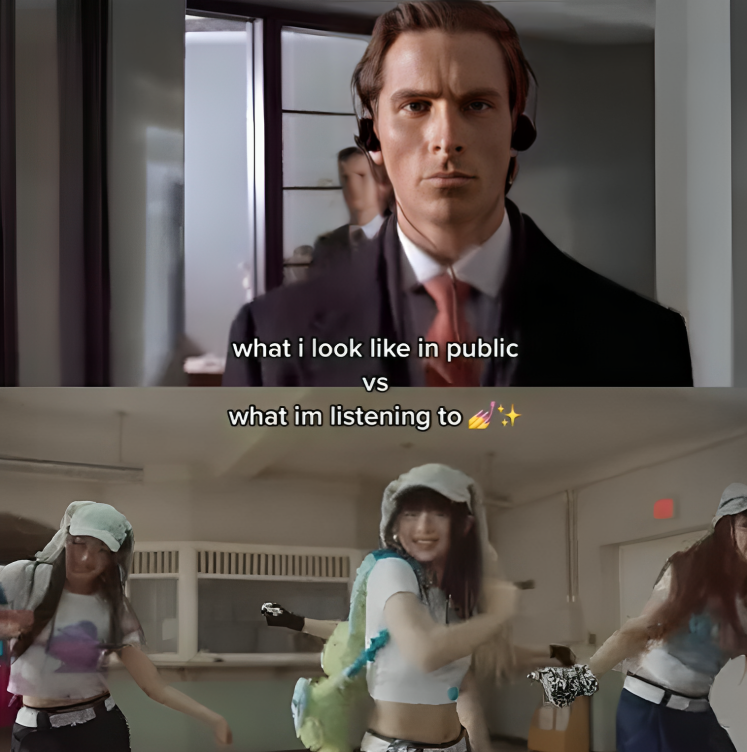 what i look like in public
vs
what im listening to 💅✨